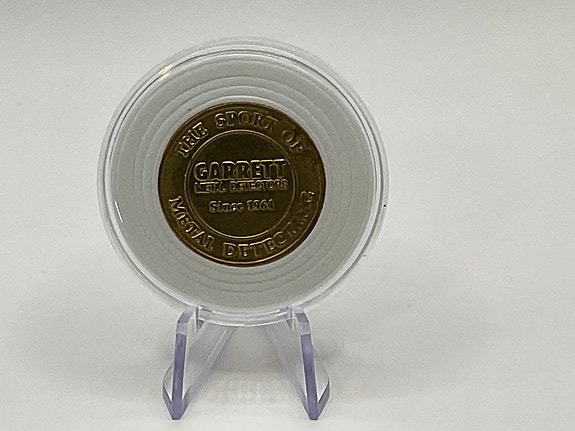 THE SPORT OF
GARRETT
METAL DETECTORS
Since 1964
METAL DETECTING